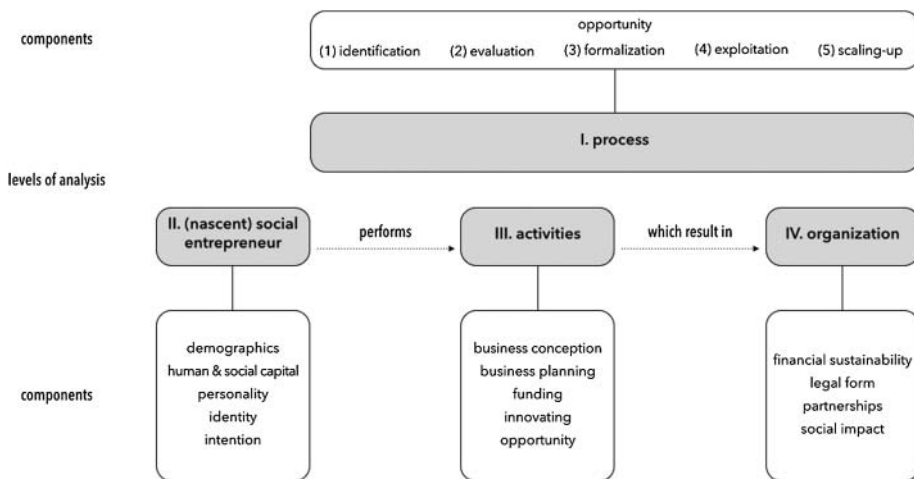 components
opportunity
(1) identification (2) evaluation (3) formalization (4) exploitation (5) scaling-up
I. process
levels of analysis
II. (nascent) social
entrepreneur
performs
III. activities
which result in
IV. organization
components
demographics
human & social capital
personality
identity
intention
business conception
business planning
funding
innovating
opportunity
financial sustainability
legal form
partnerships
social impact